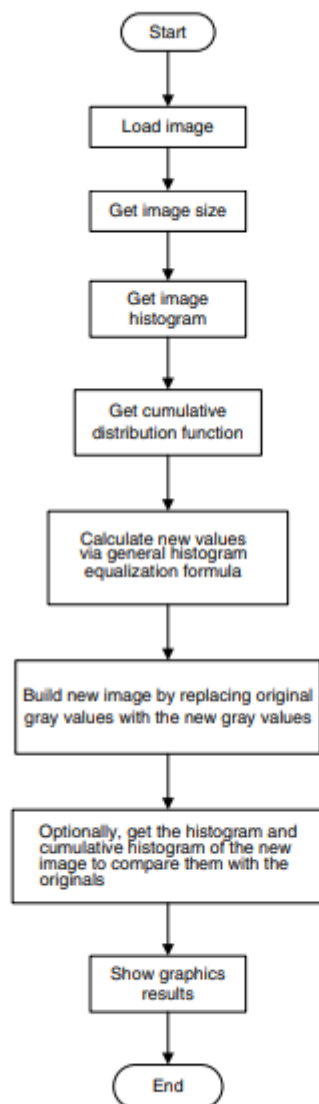 Start
Load image
Get image size
Get image
histogram
Get cumulative
distribution function
Calculate new values
via general histogram
equalization formula
Build new image by replacing original
gray values with the new gray values
Optionally, get the histogram and
cumulative histogram of the new
image to compare them with the
originals
Show graphics
results
End